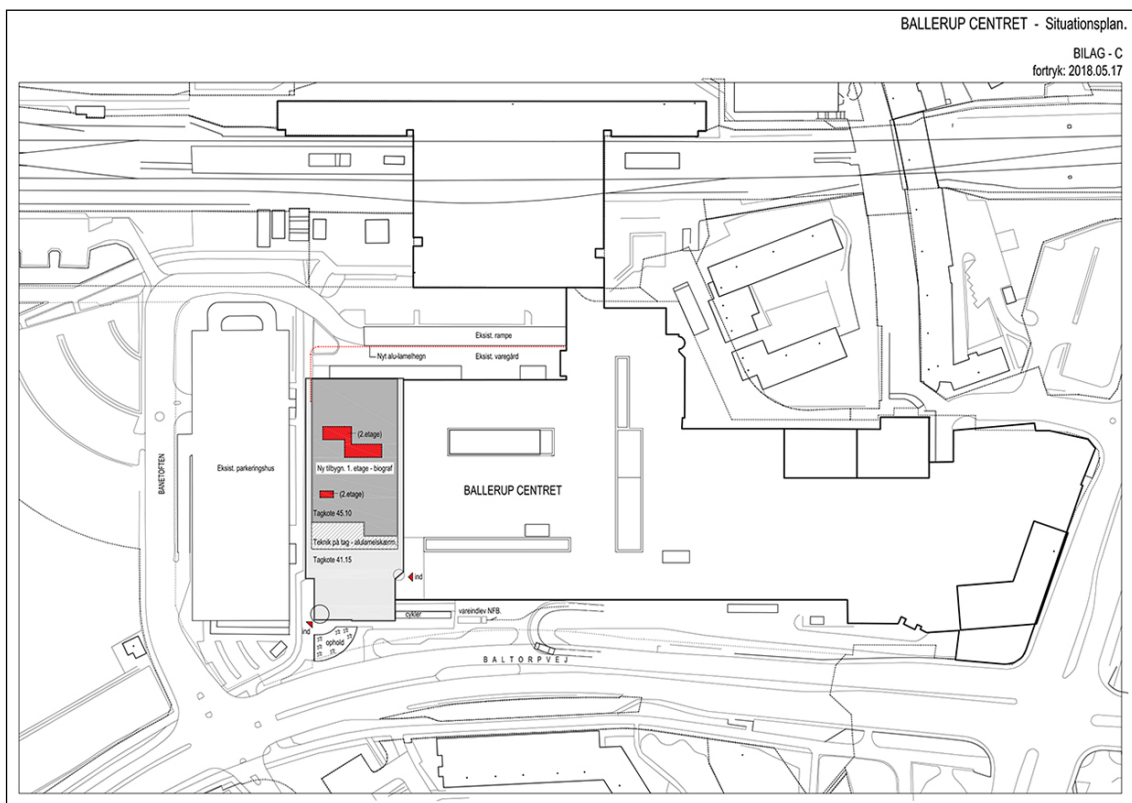 BALLERUP CENTRET - Situationsplan.
BILAG - C
fortryk: 2018.05.17
Eksist. rampe
Nyt alu-lamelhegn
Eksist. varegård
(2.etage)
Eksist. parkeringshus
Ny tilbygn. 1. etage - biograf
BANETOFTEN
BALLERUP CENTRET
(2.etage)
Tagkote 45.10
Teknik på tag - alulamelskærm.
Tagkote 41.15
ind
cykler
vareindlev NFB.
ind
ophold
BALTORPVEJ